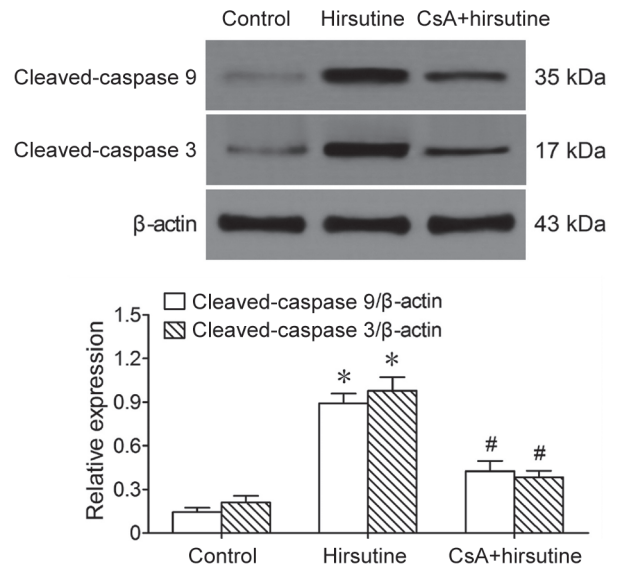 Control Hirsutine CsA+hirsutine
Cleaved-caspase 9 35 kDa
Cleaved-caspase 3 17 kDa
β-actin 43 kDa
Cleaved-caspase 9/β-actin
Cleaved-caspase 3/β-actin
Relative expression
1.5
1.2
0.9
0.6
0.3
0
* *
# #
Control Hirsutine CsA+hirsutine